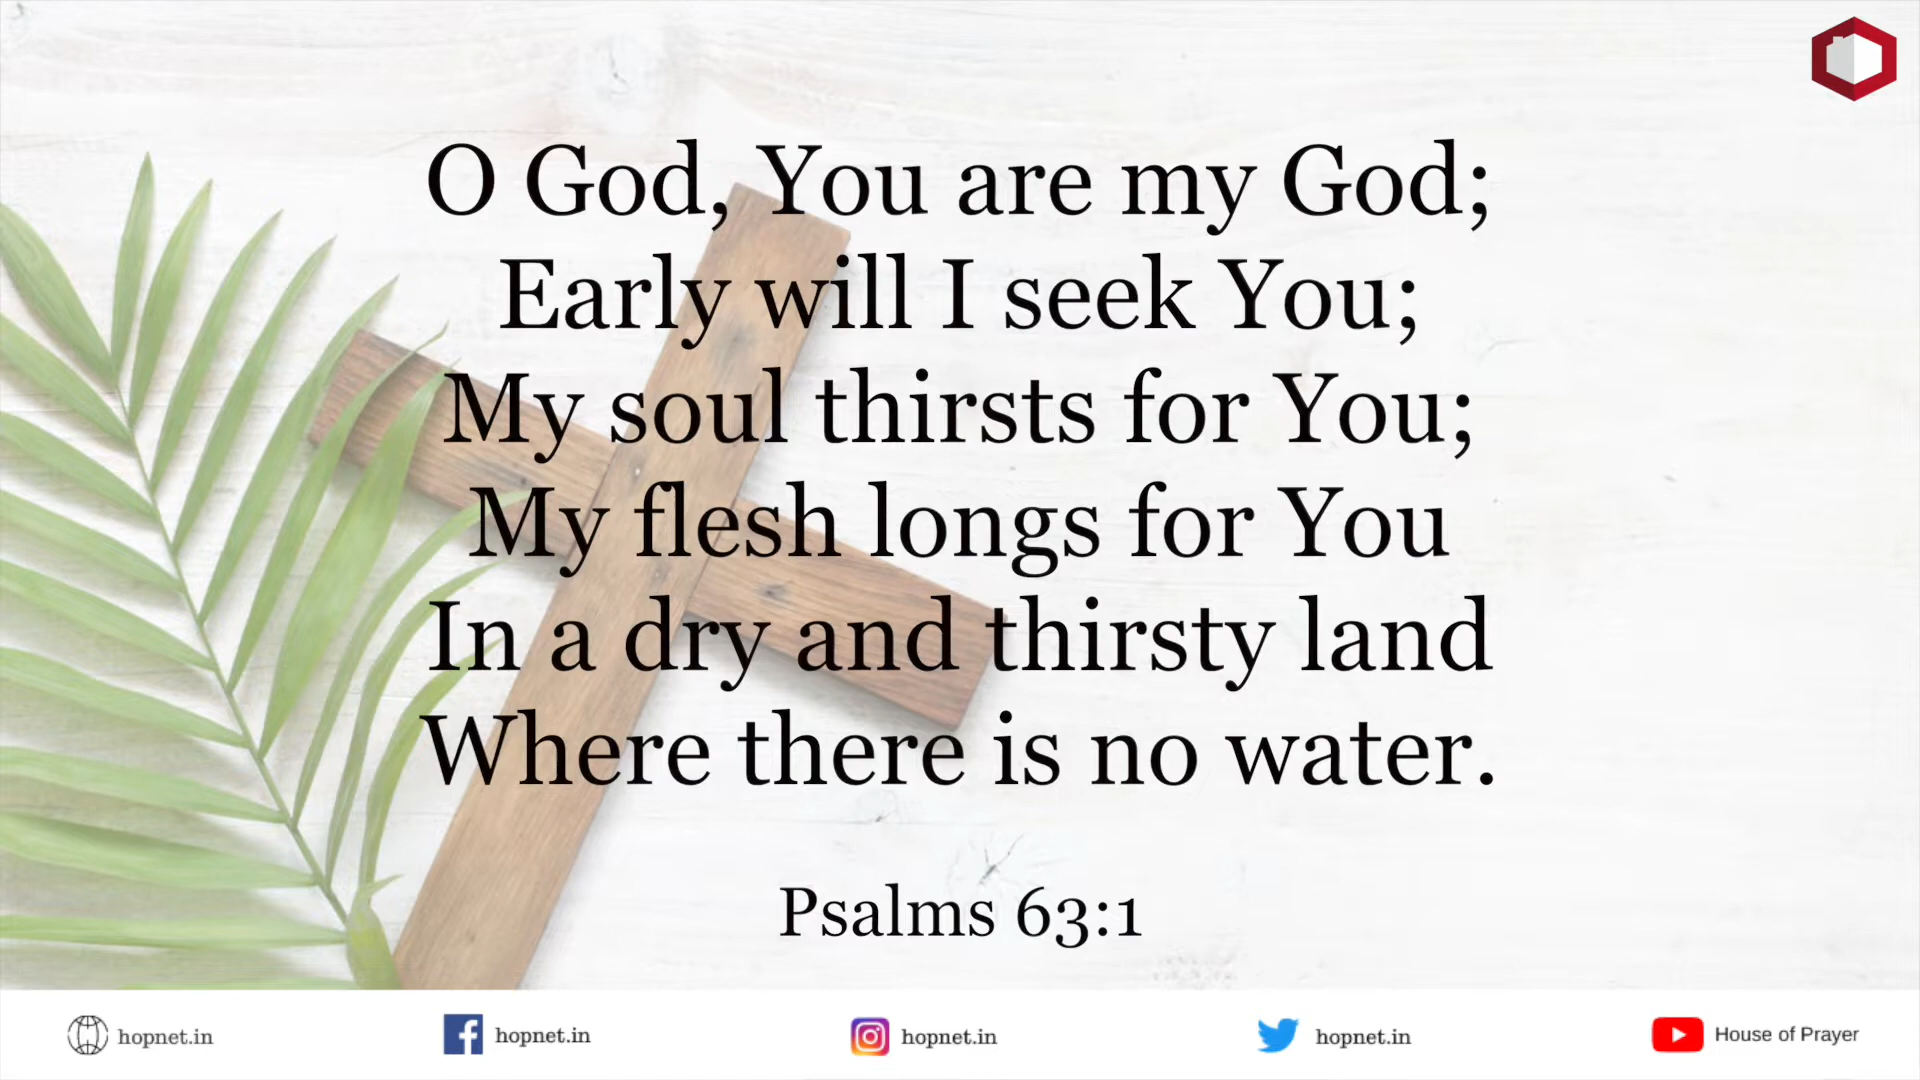 O God, You are my God;
Early will I seek You;
My soul thirsts for You;
My flesh longs for You
In a dry and thirsty land
Where there is no water.
Psalms 63:1
hopnet.in
hopnet.in
hopnet.in
hopnet.in
House of Prayer